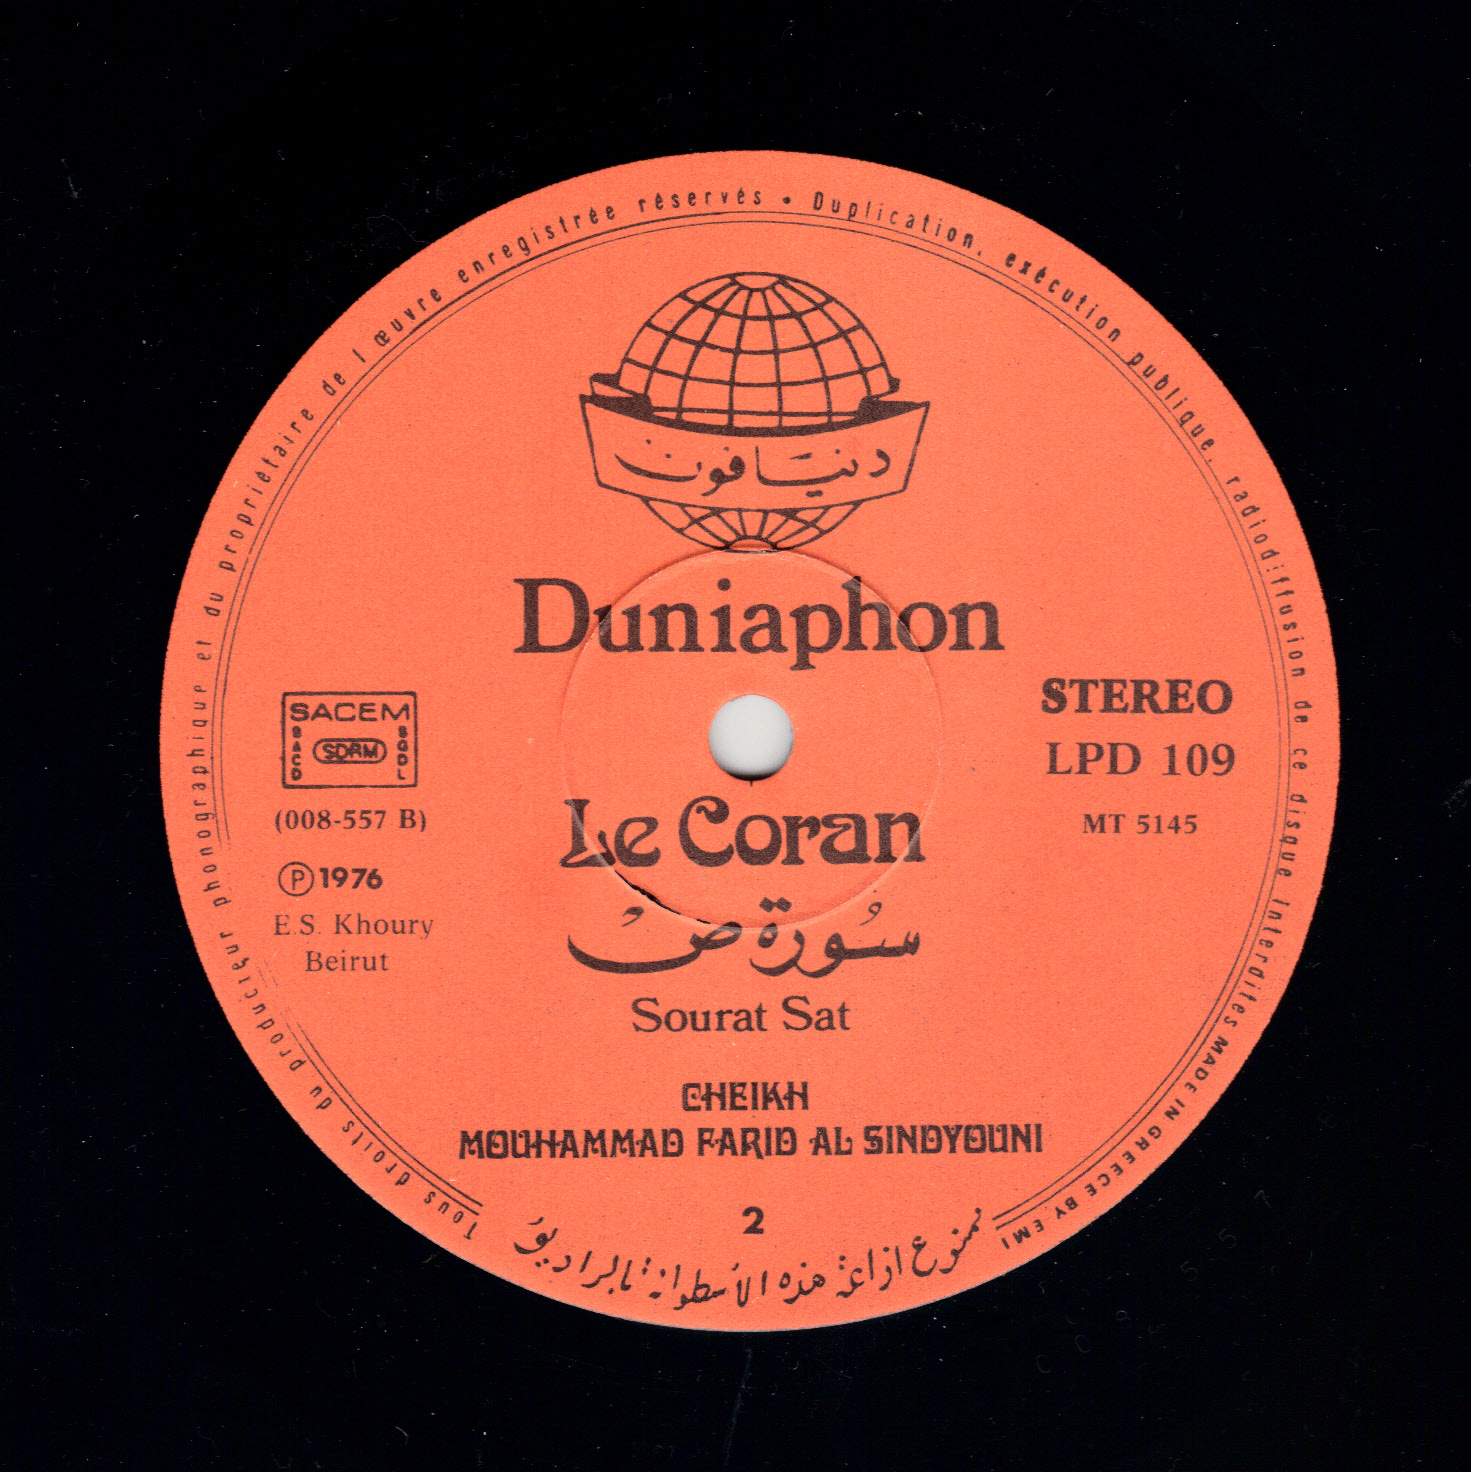 Tous droits du producteur phonographique et du propriétaire de l'œuvre enregistrée réservés • Duplication, exécution publique, radiodiffusion de ce disque interdites MADE IN GREECE BY EMI
دنيافون
Duniaphon
SACEM
SACD
SDRM
SGDL
(008-557 B)
Ⓟ 1976
E.S. Khoury
Beirut
STEREO
LPD 109
MT 5145
Le Coran
سورة ص
Sourat Sat
CHEIKH
MOUHAMMAD FARID AL SINDYOUNI
2
ممنوع اذاعة هذه الأسطوانة بالراديو